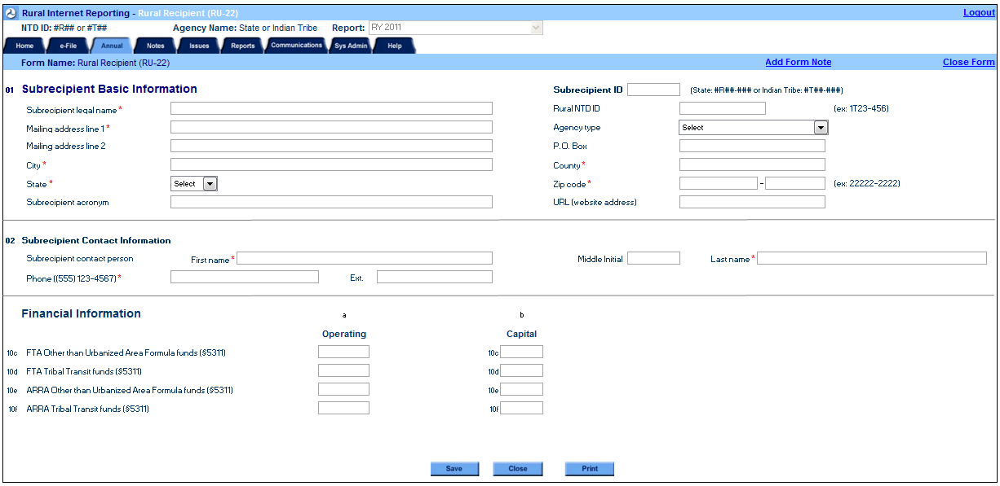 Rural Internet Reporting - Rural Recipient (RU-22) Logout
NTD ID: #R## or #T## Agency Name: State or Indian Tribe Report: RY 2011
Home e-File Annual Notes Issues Reports Communications Sys Admin Help
Form Name: Rural Recipient (RU-22) Add Form Note Close Form
01 Subrecipient Basic Information Subrecipient ID (State: #R##-### or Indian Tribe: #T##-###)
Subrecipient legal name * Rural NTD ID (ex: 1T23-456)
Mailing address line 1 * Agency type Select
Mailing address line 2 P.O. Box
City * County *
State * Select Zip code * - (ex: 22222-2222)
Subrecipient acronym URL (website address)
02 Subrecipient Contact Information
Subrecipient contact person First name * Middle Initial Last name *
Phone ((555) 123-4567) * Ext.
Financial Information a b
Operating Capital
10c FTA Other than Urbanized Area Formula funds (§5311) 10c
10d FTA Tribal Transit funds (§5311) 10d
10e ARRA Other than Urbanized Area Formula funds (§5311) 10e
10f ARRA Tribal Transit funds (§5311) 10f
Save Close Print